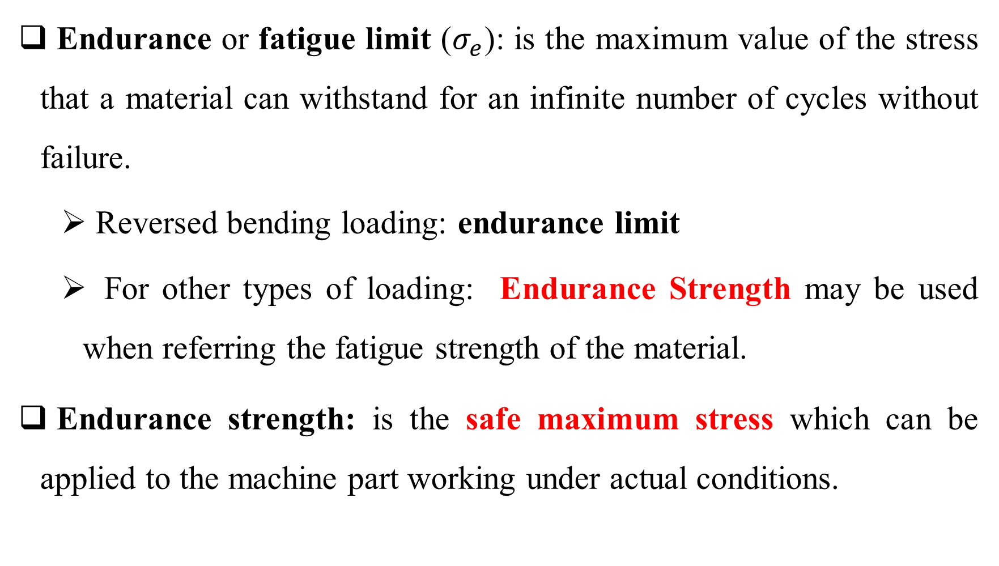 ❑ Endurance or fatigue limit (σₑ): is the maximum value of the stress
that a material can withstand for an infinite number of cycles without
failure.
➢ Reversed bending loading: endurance limit
➢ For other types of loading: Endurance Strength may be used
when referring the fatigue strength of the material.
❑ Endurance strength: is the safe maximum stress which can be
applied to the machine part working under actual conditions.